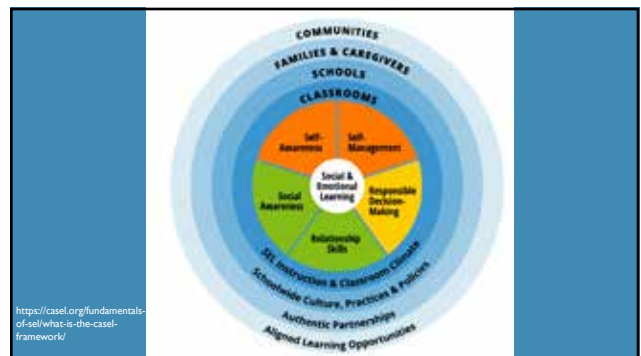 COMMUNITIES
FAMILIES & CAREGIVERS
SCHOOLS
CLASSROOMS
Self-
Awareness
Self-
Management
Social &
Emotional
Learning
Social
Awareness
Responsible
Decision-
Making
Relationship
Skills
SEL Instruction & Classroom Climate
Schoolwide Culture, Practices & Policies
Authentic Partnerships
Aligned Learning Opportunities
https://casel.org/fundamentals-
of-sel/what-is-the-casel-
framework/